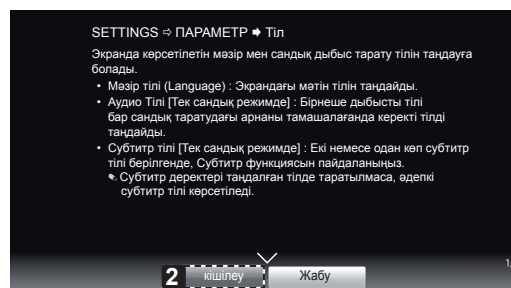 SETTINGS ⇨ ПАРАМЕТР ➧ Тіл
Экранда көрсетілетін мәзір мен сандық дыбыс тарату тілін таңдауға
болады.
• Мәзір тілі (Language) : Экрандағы мәтін тілін таңдайды.
• Аудио Тілі [Тек сандық режимде] : Бірнеше дыбысты тілі
бар сандық таратудағы арнаны тамашалағанда керекті тілді
таңдайды.
• Субтитр тілі [Тек сандық режимде] : Екі немесе одан көп субтитр
тілі берілгенде, Субтитр функциясын пайдаланыңыз.
✎ Субтитр деректері таңдалған тілде таратылмаса, әдепкі
субтитр тілі көрсетіледі.
2 кішілеу Жабу